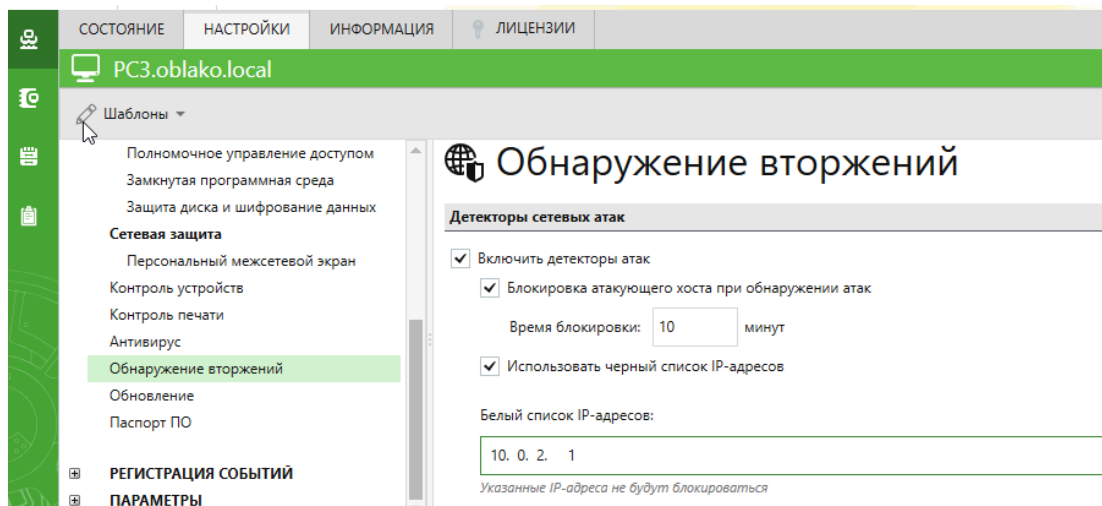 СОСТОЯНИЕ НАСТРОЙКИ ИНФОРМАЦИЯ ЛИЦЕНЗИИ
PC3.oblako.local
Шаблоны
Полномочное управление доступом
Замкнутая программная среда
Защита диска и шифрование данных
Сетевая защита
Персональный межсетевой экран
Контроль устройств
Контроль печати
Антивирус
Обнаружение вторжений
Обновление
Паспорт ПО
РЕГИСТРАЦИЯ СОБЫТИЙ
ПАРАМЕТРЫ
Обнаружение вторжений
Детекторы сетевых атак
Включить детекторы атак
Блокировка атакующего хоста при обнаружении атак
Время блокировки: 10 минут
Использовать черный список IP-адресов
Белый список IP-адресов:
10. 0. 2. 1
Указанные IP-адреса не будут блокироваться